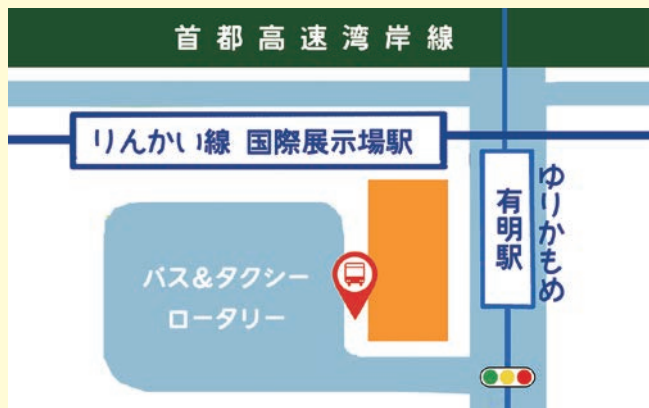 首都高速湾岸線
りんかい線 国際展示場駅
有明駅
ゆりかもめ
バス&タクシー
ロータリー